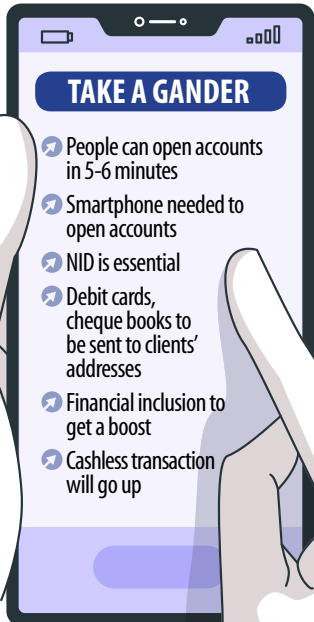 TAKE A GANDER
People can open accounts
in 5-6 minutes
Smartphone needed to
open accounts
NID is essential
Debit cards,
cheque books to
be sent to clients’
addresses
Financial inclusion to
get a boost
Cashless transaction
will go up